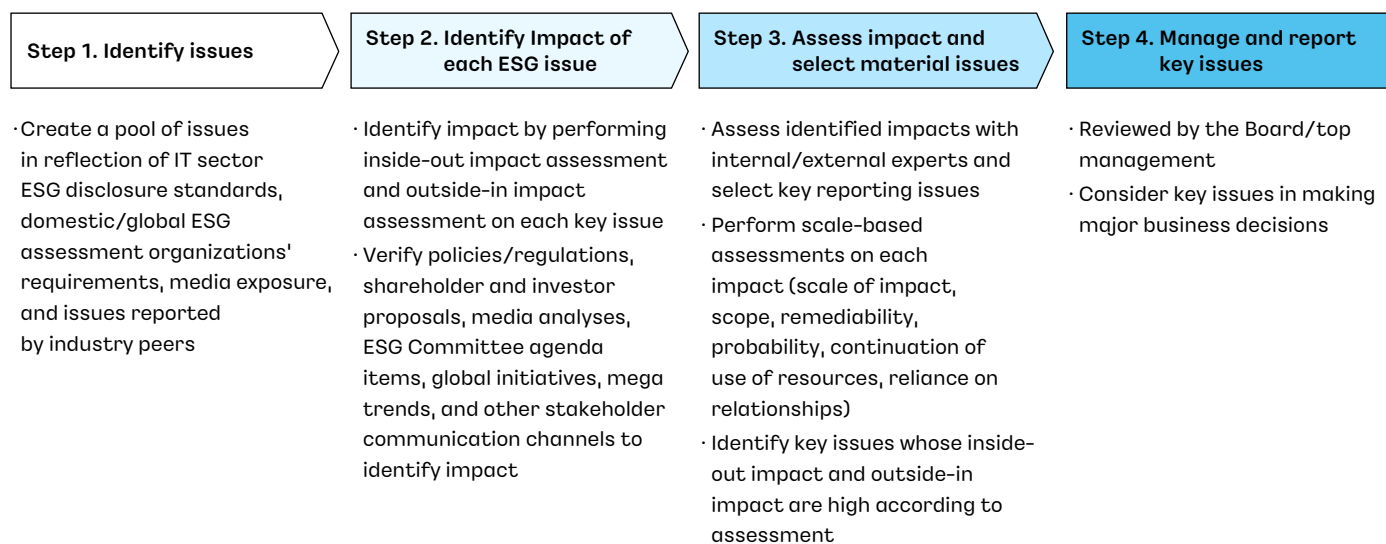 Step 1. Identify issues
· Create a pool of issues
in reflection of IT sector
ESG disclosure standards,
domestic/global ESG
assessment organizations'
requirements, media exposure,
and issues reported
by industry peers
Step 2. Identify Impact of
each ESG issue
· Identify impact by performing
inside-out impact assessment
and outside-in impact
assessment on each key issue
· Verify policies/regulations,
shareholder and investor
proposals, media analyses,
ESG Committee agenda
items, global initiatives, mega
trends, and other stakeholder
communication channels to
identify impact
Step 3. Assess impact and
select material issues
· Assess identified impacts with
internal/external experts and
select key reporting issues
· Perform scale-based
assessments on each
impact (scale of impact,
scope, remediability,
probability, continuation of
use of resources, reliance on
relationships)
· Identify key issues whose inside-
out impact and outside-in
impact are high according to
assessment
Step 4. Manage and report
key issues
· Reviewed by the Board/top
management
· Consider key issues in making
major business decisions